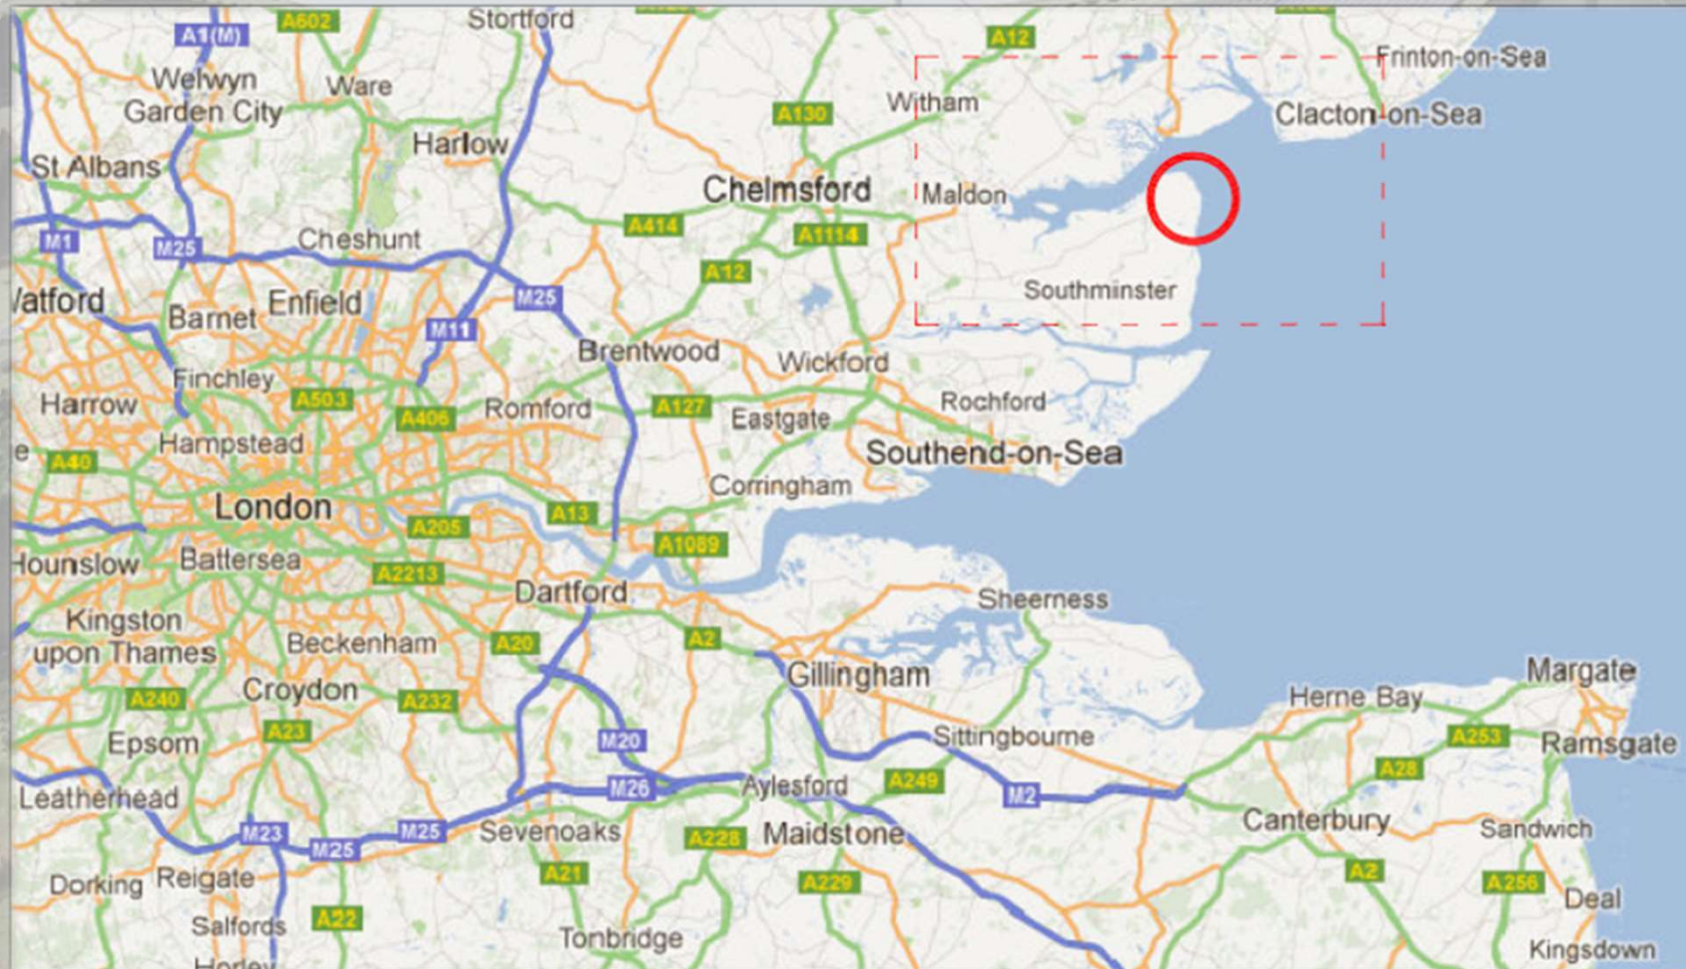 Stortford
A602
A1(M)
A12
Frinton-on-Sea
Welwyn
Garden City
Ware
Witham
A130
Clacton-on-Sea
Harlow
St Albans
Chelmsford
Maldon
A414
A1114
M1
M25
Cheshunt
A12
Southminster
M25
Watford
Barnet
Enfield
M11
Brentwood
Wickford
Finchley
A503
Harrow
A406
Romford
A127
Eastgate
Rochford
Hampstead
e
A40
Southend-on-Sea
Corringham
London
A205
A13
A1089
Hounslow
Battersea
A2213
Dartford
Sheerness
Kingston
upon Thames
Beckenham
A20
A2
Gillingham
Margate
Croydon
A240
A232
Herne Bay
A23
Epsom
M20
Sittingbourne
A253
Ramsgate
A28
Leatherhead
M26
Aylesford
A249
M2
M23
M25
M25
Sevenoaks
A228
Maidstone
Canterbury
Sandwich
Dorking
Reigate
A21
A229
A2
A256
Deal
Salfords
A22
Tonbridge
Kingsdown
Horley